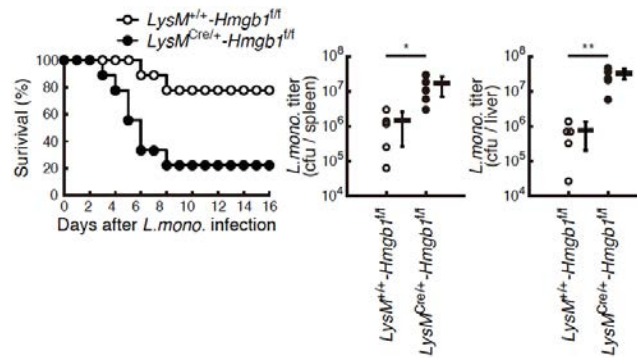 LysM+/+-Hmgb1f/f
LysMCre/+-Hmgb1f/f
Surivival (%)
100
80
60
40
20
0
0 2 4 6 8 10 12 14 16
Days after L.mono. infection
L.mono. titer
(cfu / spleen)
*
10^8
10^7
10^6
10^5
10^4
LysM+/+-Hmgb1f/f
LysMCre/+-Hmgb1f/f
L.mono. titer
(cfu / liver)
**
10^8
10^7
10^6
10^5
10^4
LysM+/+-Hmgb1f/f
LysMCre/+-Hmgb1f/f